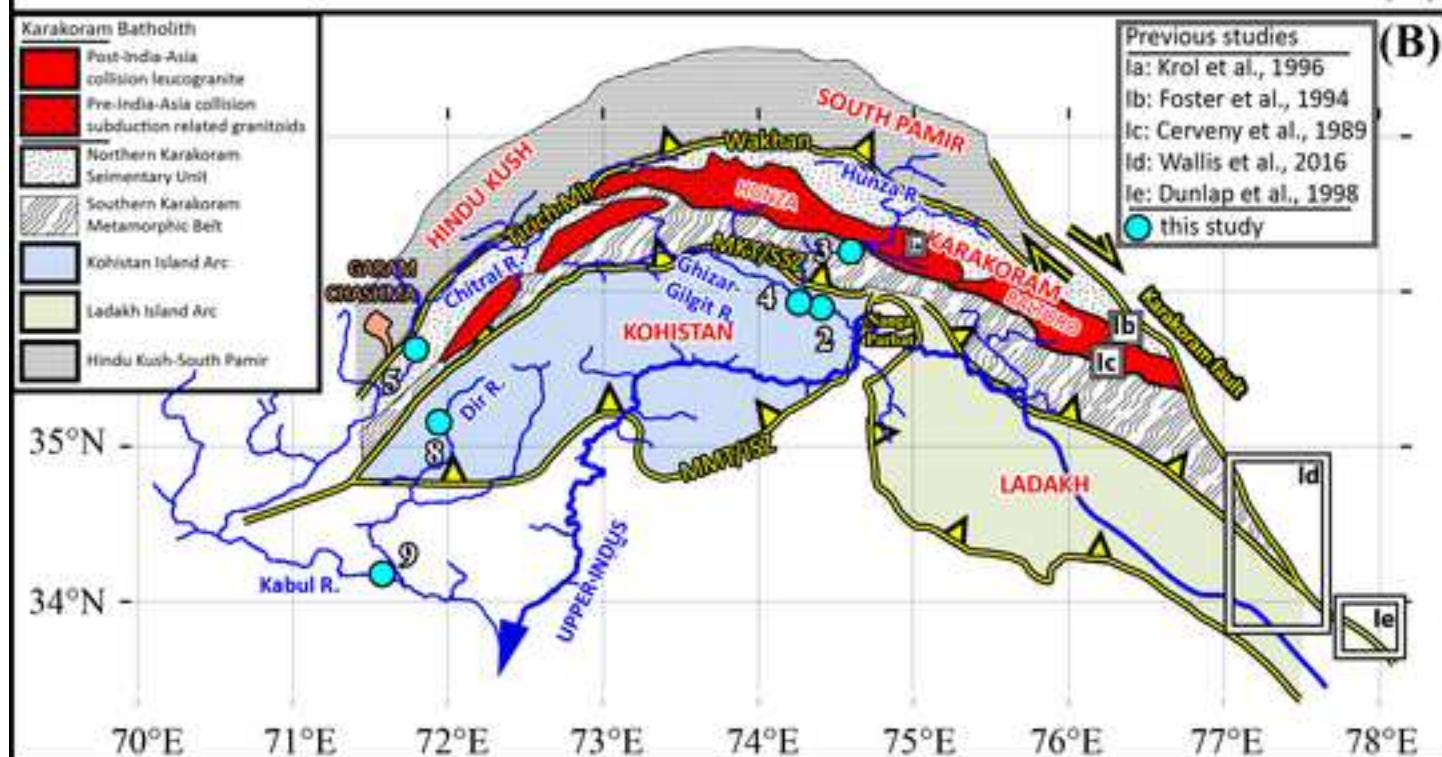 Karakoram Batholith
Post-India-Asia
collision leucogranite
Pre-India-Asia collision
subduction related granitoids
Northern Karakoram
Seimentary Unit
Southern Karakoram
Metamorphic Belt
Kohistan Island Arc
Ladakh Island Arc
Hindu Kush-South Pamir
(B)
Previous studies
Ia: Krol et al., 1996
Ib: Foster et al., 1994
Ic: Cerveny et al., 1989
Id: Wallis et al., 2016
Ie: Dunlap et al., 1998
this study
SOUTH PAMIR
Wakhan
HINDU KUSH
Hunza R.
HUNZA
Tirich-Mir
KARAKORAM
MKT/SSZ
3
GARAM
CHASHMA
Chitral R.
Ghizar-
Gilgit R
4
2
BALTORO
Karakoram fault
KOHISTAN
Nanga
Parbat
Ib
Ic
5
Dir R.
8
35°N
MMT/ISZ
LADAKH
Id
9
Kabul R.
UPPER-INDUS
34°N
Ie
70°E 71°E 72°E 73°E 74°E 75°E 76°E 77°E 78°E